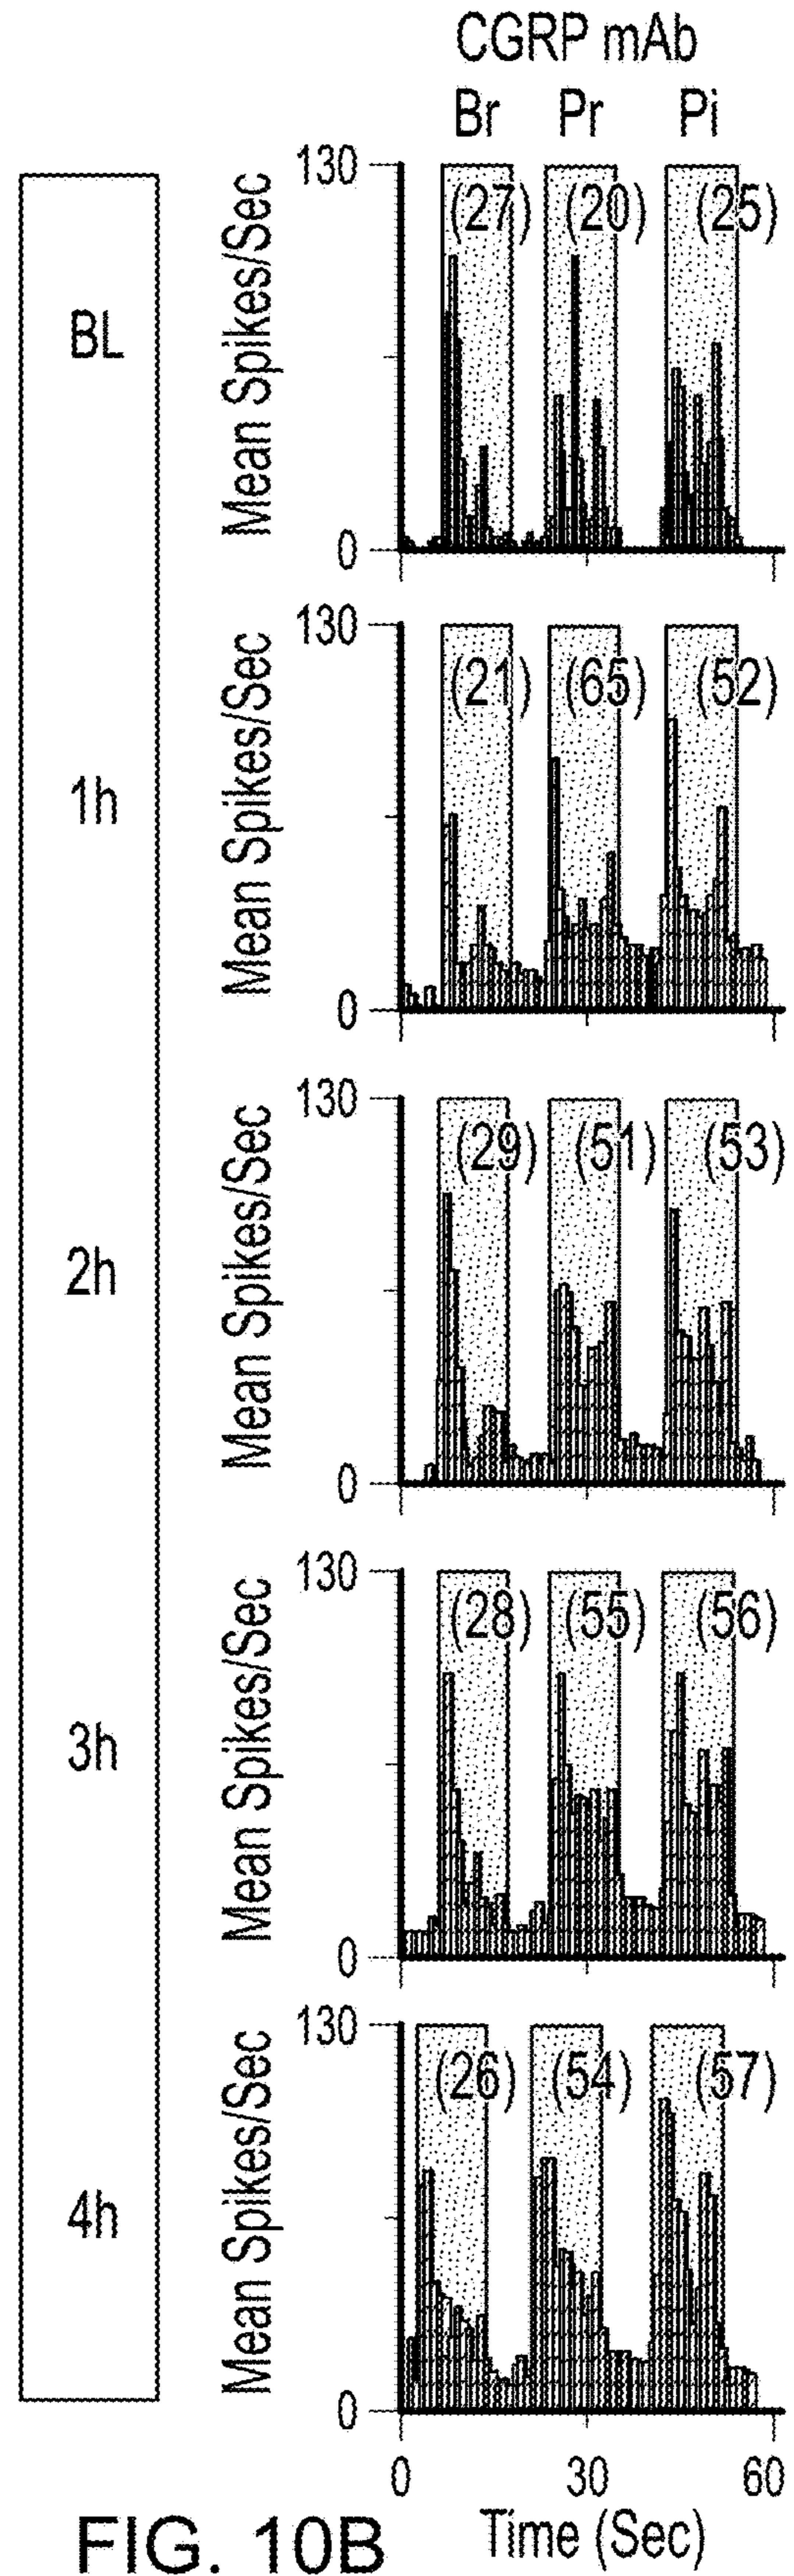 CGRP mAb
Br Pr Pi
BL
Mean Spikes/Sec
130
(27) (20) (25)
0
1h
Mean Spikes/Sec
130
(21) (65) (52)
0
2h
Mean Spikes/Sec
130
(29) (51) (53)
0
3h
Mean Spikes/Sec
130
(28) (55) (56)
0
4h
Mean Spikes/Sec
130
(26) (54) (57)
0
0 30 60
Time (Sec)
FIG. 10B